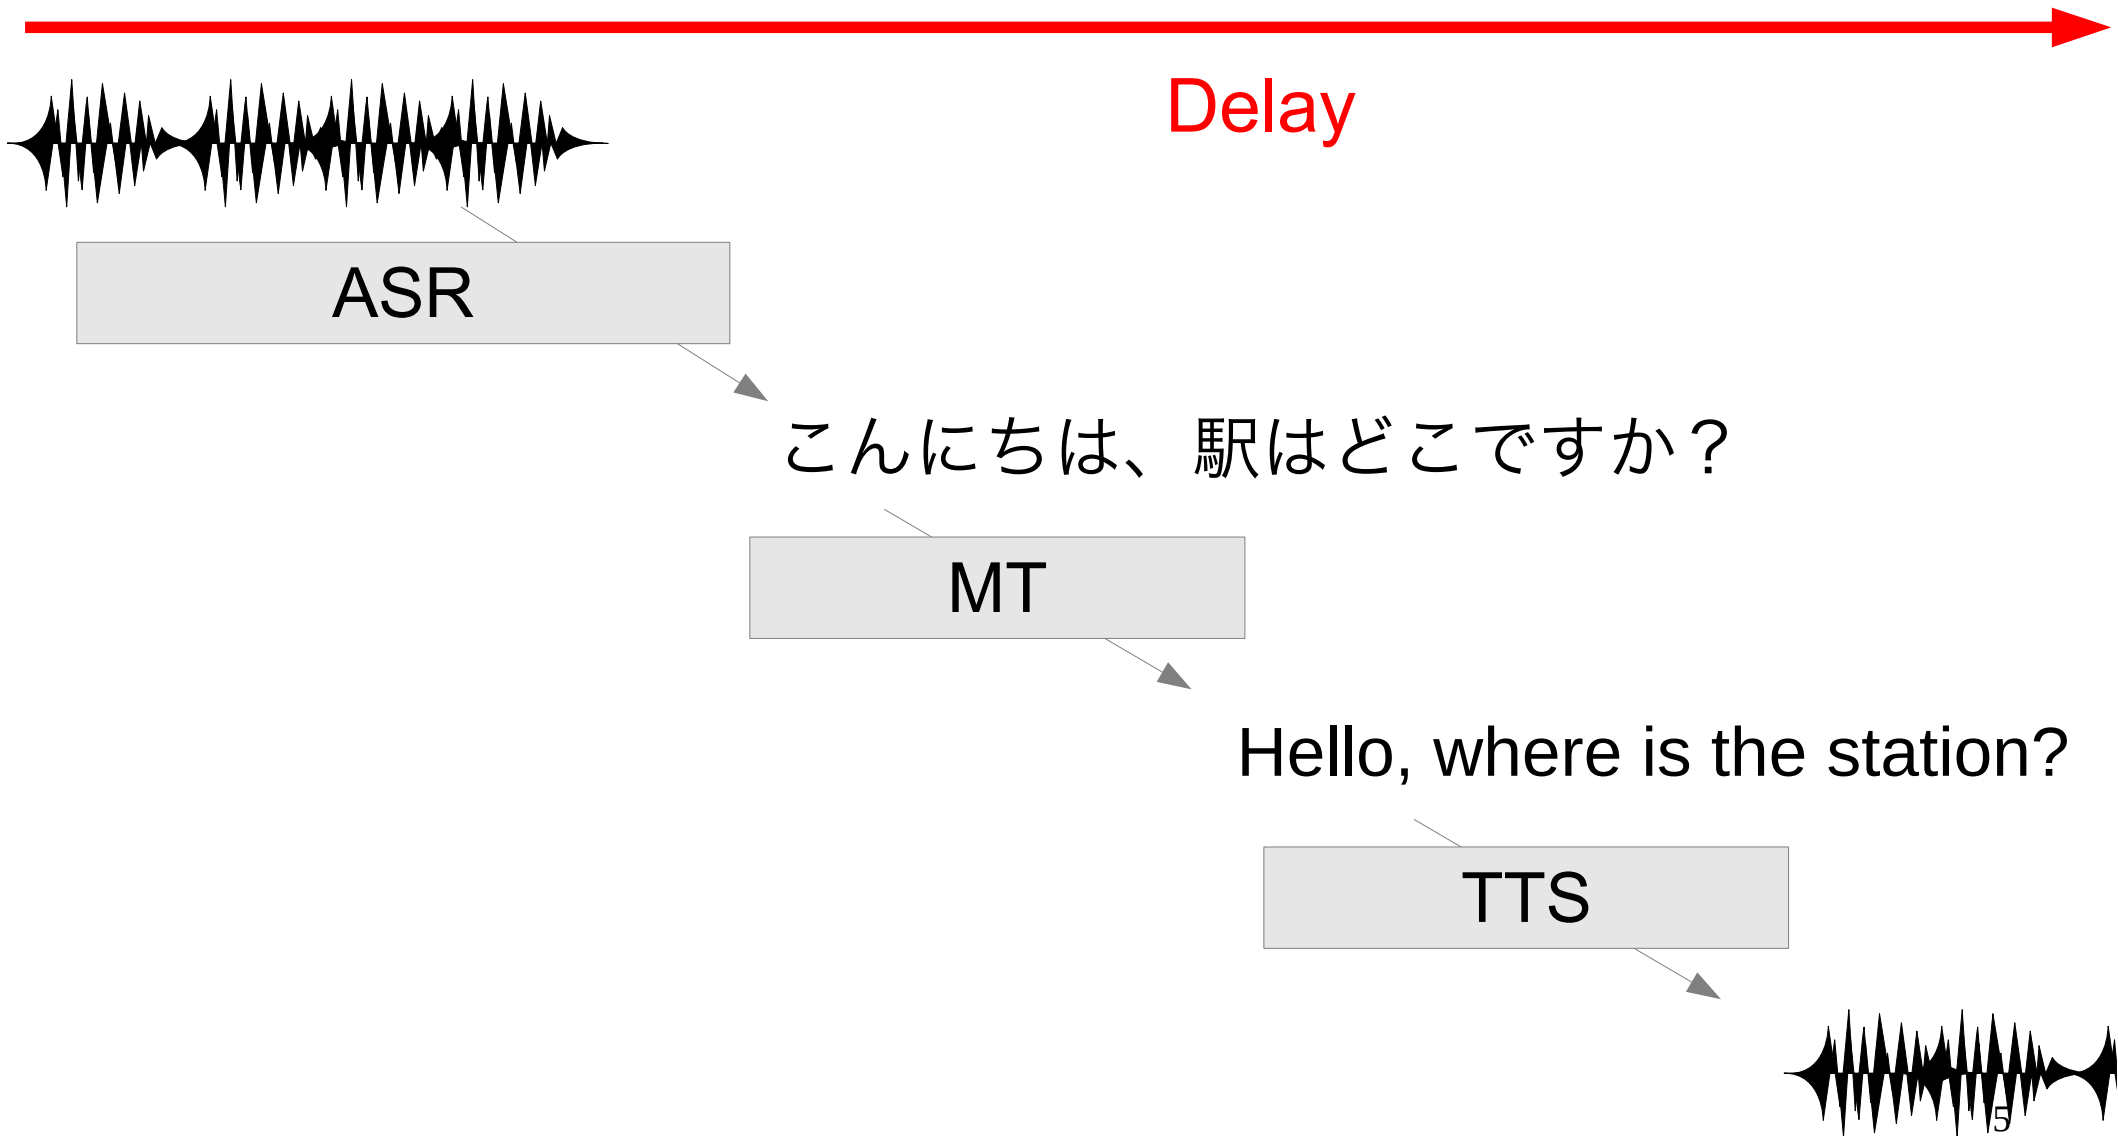 Delay
ASR
こんにちは、駅はどこですか？
MT
Hello, where is the station?
TTS
5